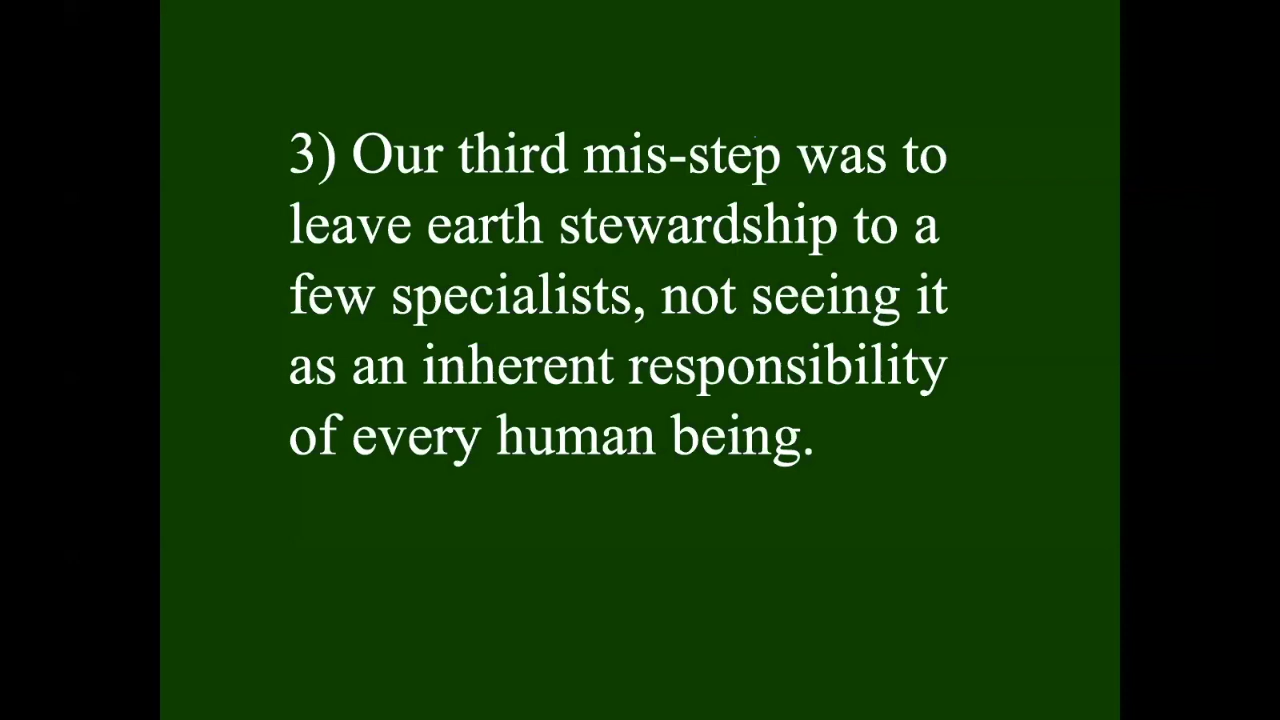 3) Our third mis-step was to
leave earth stewardship to a
few specialists, not seeing it
as an inherent responsibility
of every human being.